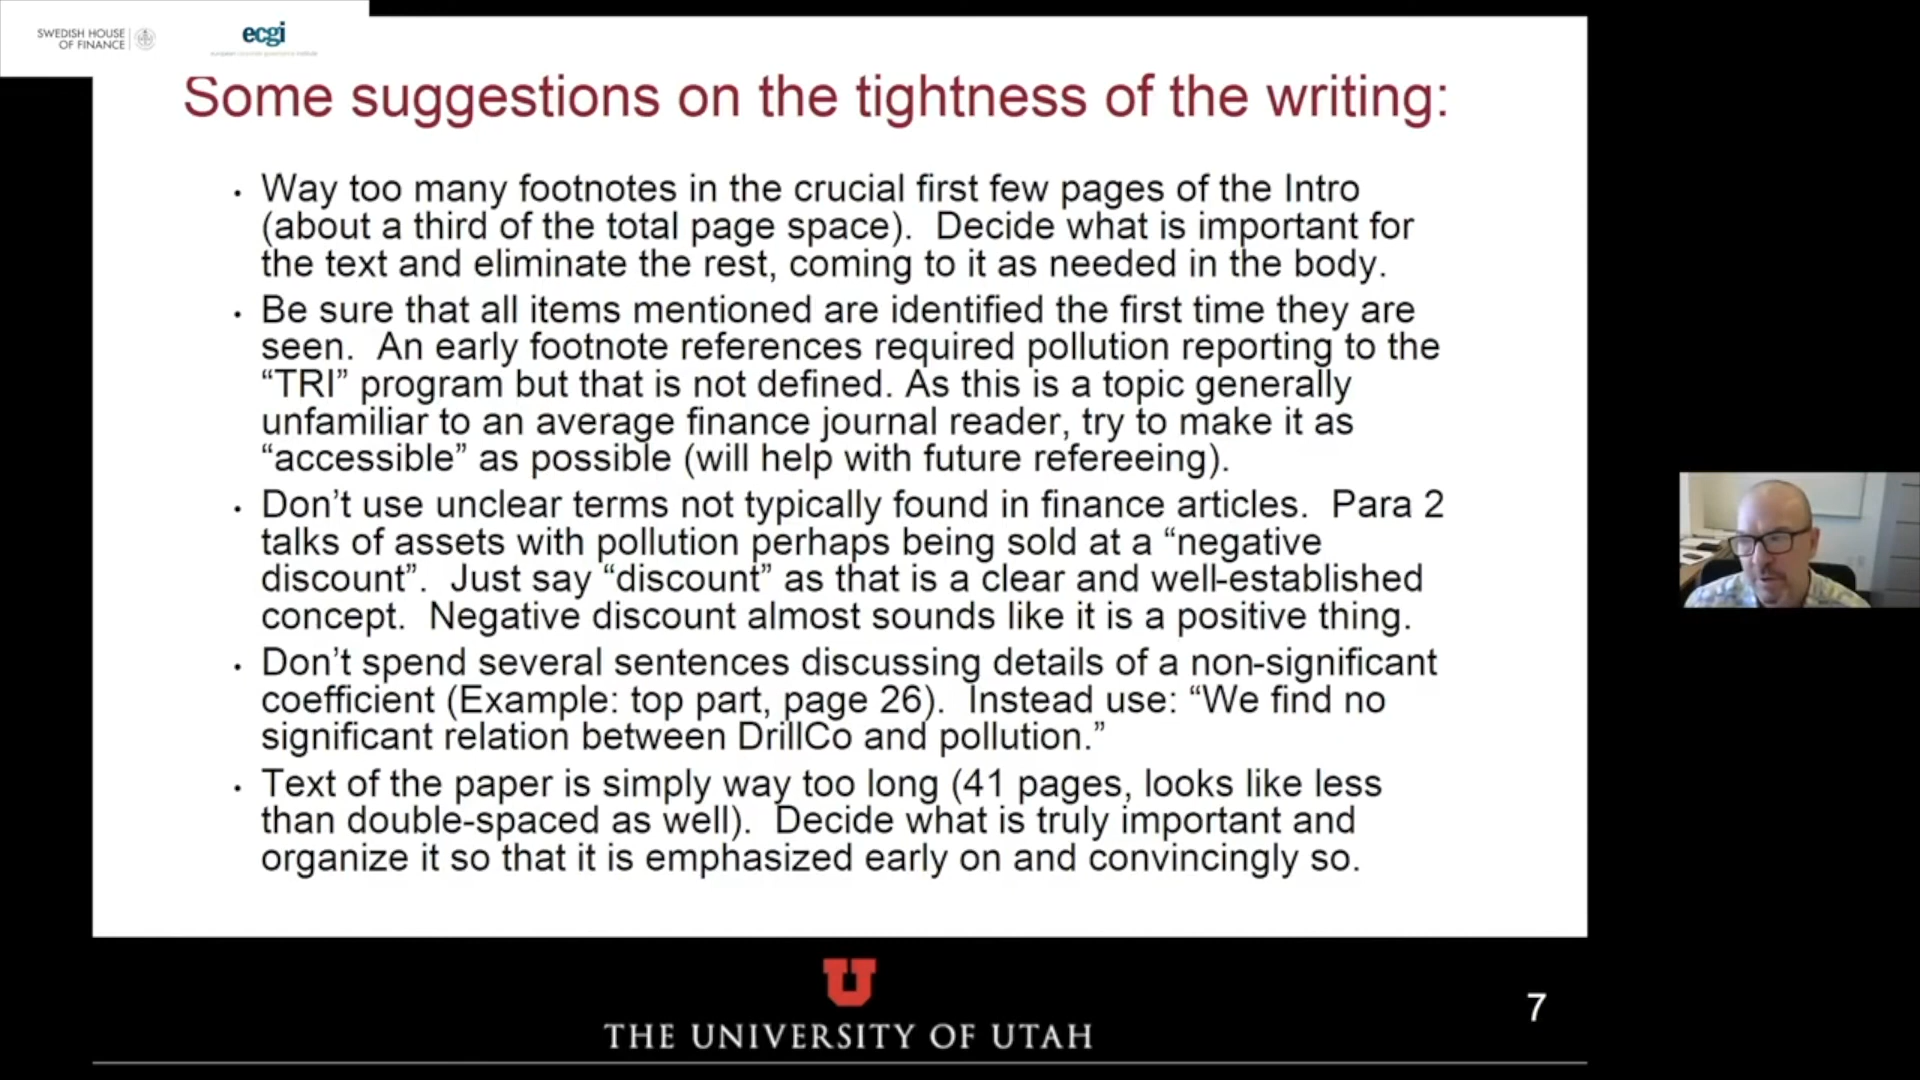 SWEDISH HOUSE
OF FINANCE
ecgi
european corporate governance institute
Some suggestions on the tightness of the writing:
• Way too many footnotes in the crucial first few pages of the Intro
(about a third of the total page space).  Decide what is important for
the text and eliminate the rest, coming to it as needed in the body.
• Be sure that all items mentioned are identified the first time they are
seen.  An early footnote references required pollution reporting to the
“TRI” program but that is not defined. As this is a topic generally
unfamiliar to an average finance journal reader, try to make it as
“accessible” as possible (will help with future refereeing).
• Don’t use unclear terms not typically found in finance articles.  Para 2
talks of assets with pollution perhaps being sold at a “negative
discount”.  Just say “discount” as that is a clear and well-established
concept.  Negative discount almost sounds like it is a positive thing.
• Don’t spend several sentences discussing details of a non-significant
coefficient (Example: top part, page 26).  Instead use: “We find no
significant relation between DrillCo and pollution.”
• Text of the paper is simply way too long (41 pages, looks like less
than double-spaced as well).  Decide what is truly important and
organize it so that it is emphasized early on and convincingly so.
U
THE UNIVERSITY OF UTAH
7